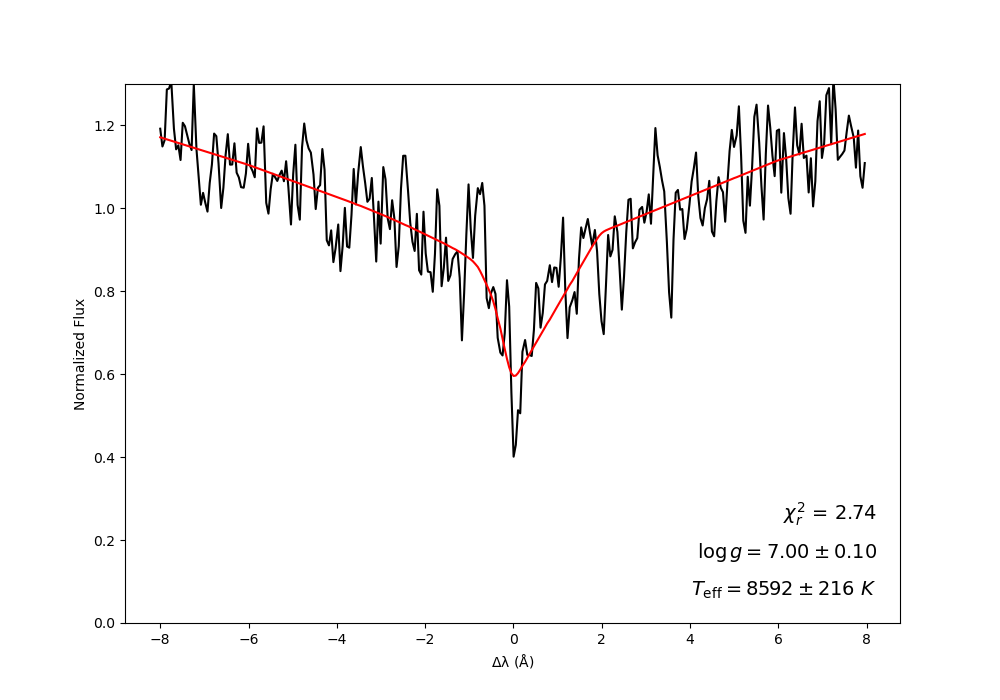 Normalized Flux
1.2
1.0
0.8
0.6
0.4
0.2
0.0
χ²ᵣ = 2.74
log g = 7.00 ± 0.10
T_eff = 8592 ± 216 K
−8 −6 −4 −2 0 2 4 6 8
Δλ (Å)